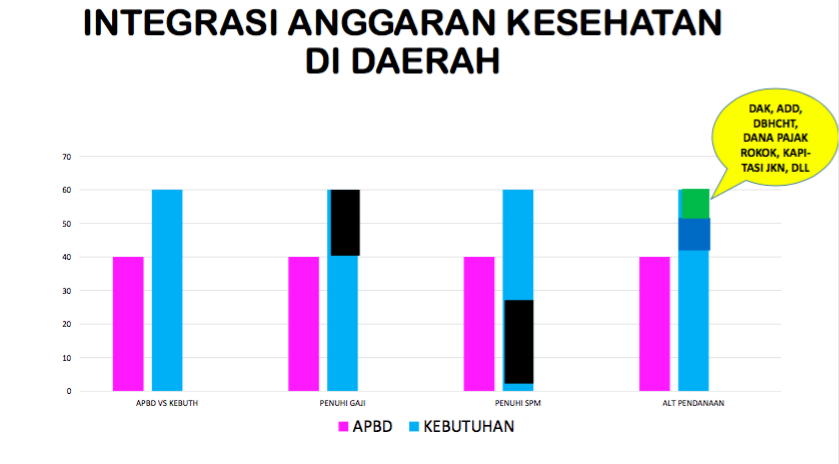 INTEGRASI ANGGARAN KESEHATAN
DI DAERAH
DAK, ADD,
DBHCHT,
DANA PAJAK
ROKOK, KAPI-
TASI JKN, DLL
70
60
50
40
30
20
10
0
APBD VS KEBUTH
PENUHI GAJI
PENUHI SPM
ALT PENDANAAN
APBD
KEBUTUHAN